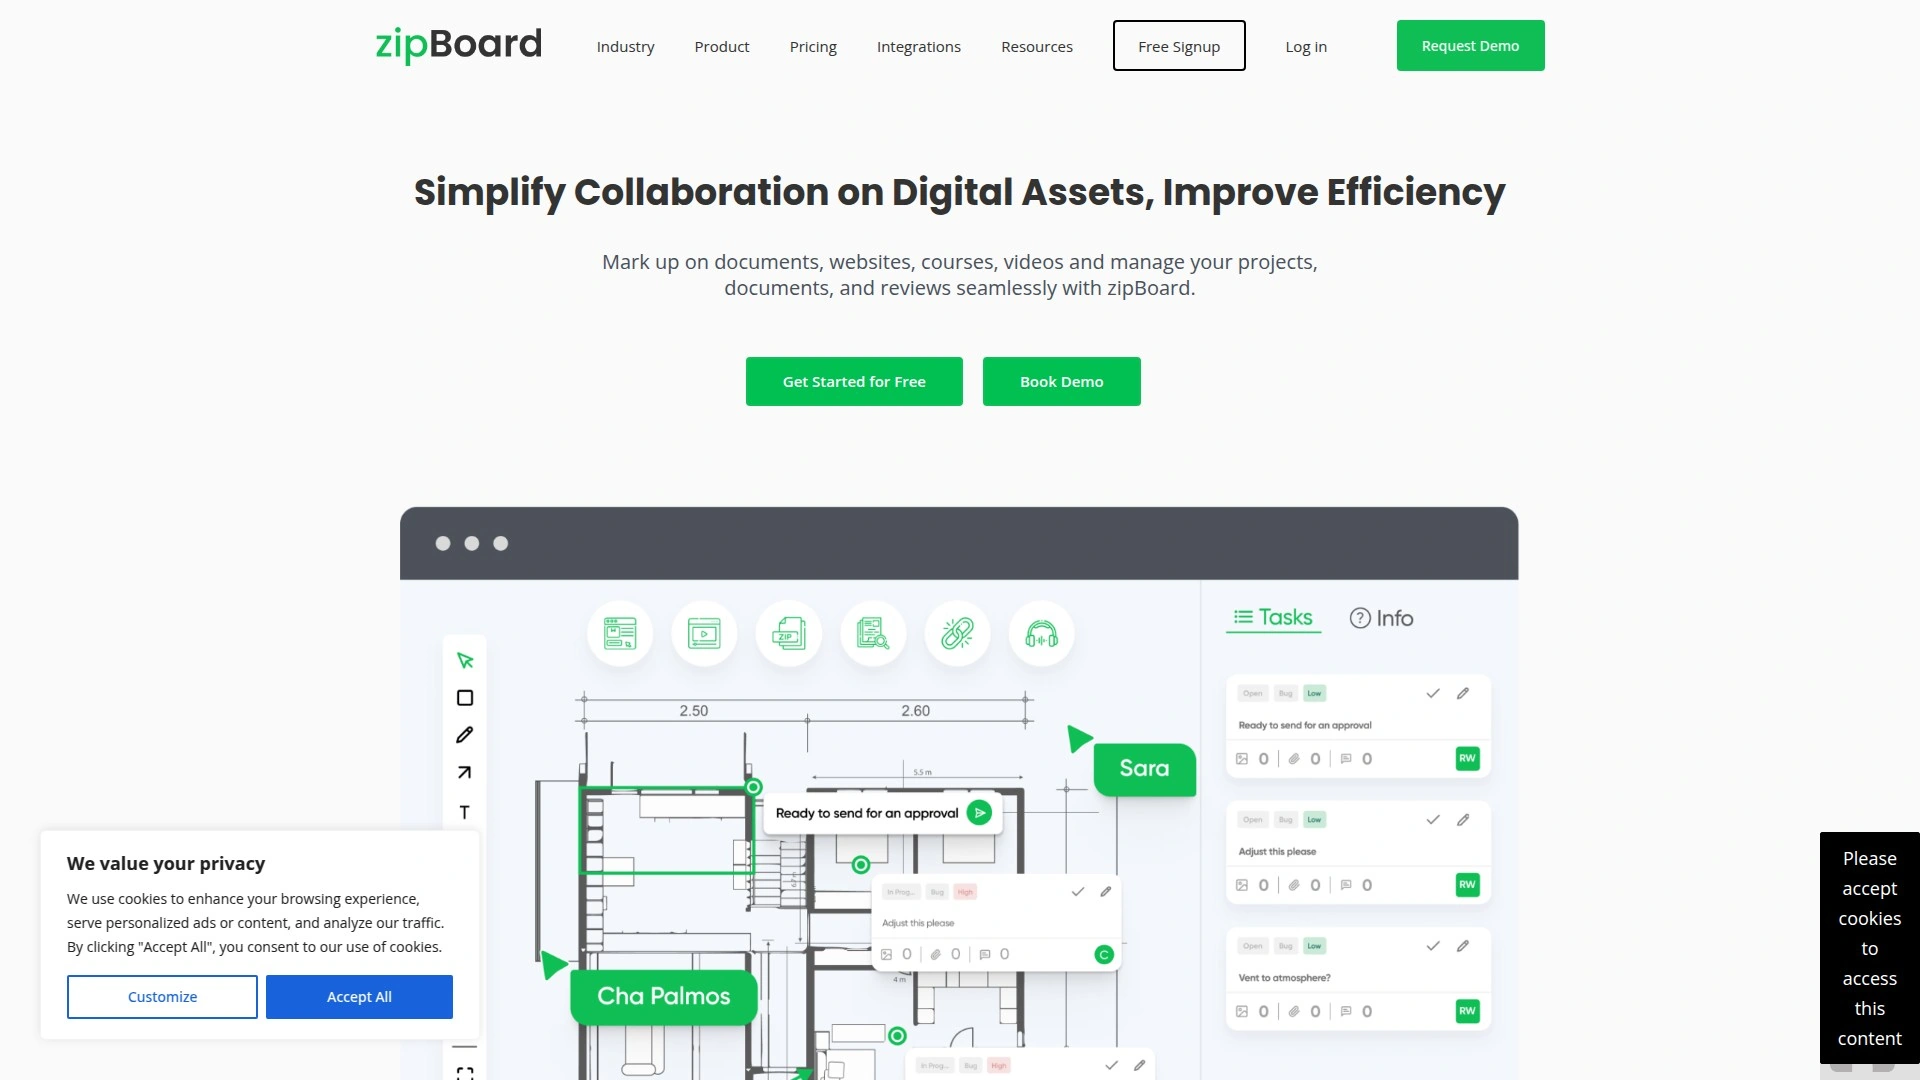 zipBoard
Industry
Product
Pricing
Integrations
Resources
Free Signup
Log in
Request Demo
Simplify Collaboration on Digital Assets, Improve Efficiency
Mark up on documents, websites, courses, videos and manage your projects,
documents, and reviews seamlessly with zipBoard.
Get Started for Free
Book Demo
ZIP
Tasks
Info
2.50
2.60
5.5 m
Sara
Open
Bug
Low
Ready to send for an approval
0
0
0
RW
T
Ready to send for an approval
Open
Bug
Low
Adjust this please
0
0
0
RW
In Prog...
Bug
High
Adjust this please
0
0
0
C
4 m
Cha Palmos
Open
Bug
Low
Vent to atmosphere?
0
0
0
RW
In Prog...
Bug
High
We value your privacy
We use cookies to enhance your browsing experience,
serve personalized ads or content, and analyze our traffic.
By clicking "Accept All", you consent to our use of cookies.
Customize
Accept All
Please
accept
cookies
to
access
this
content